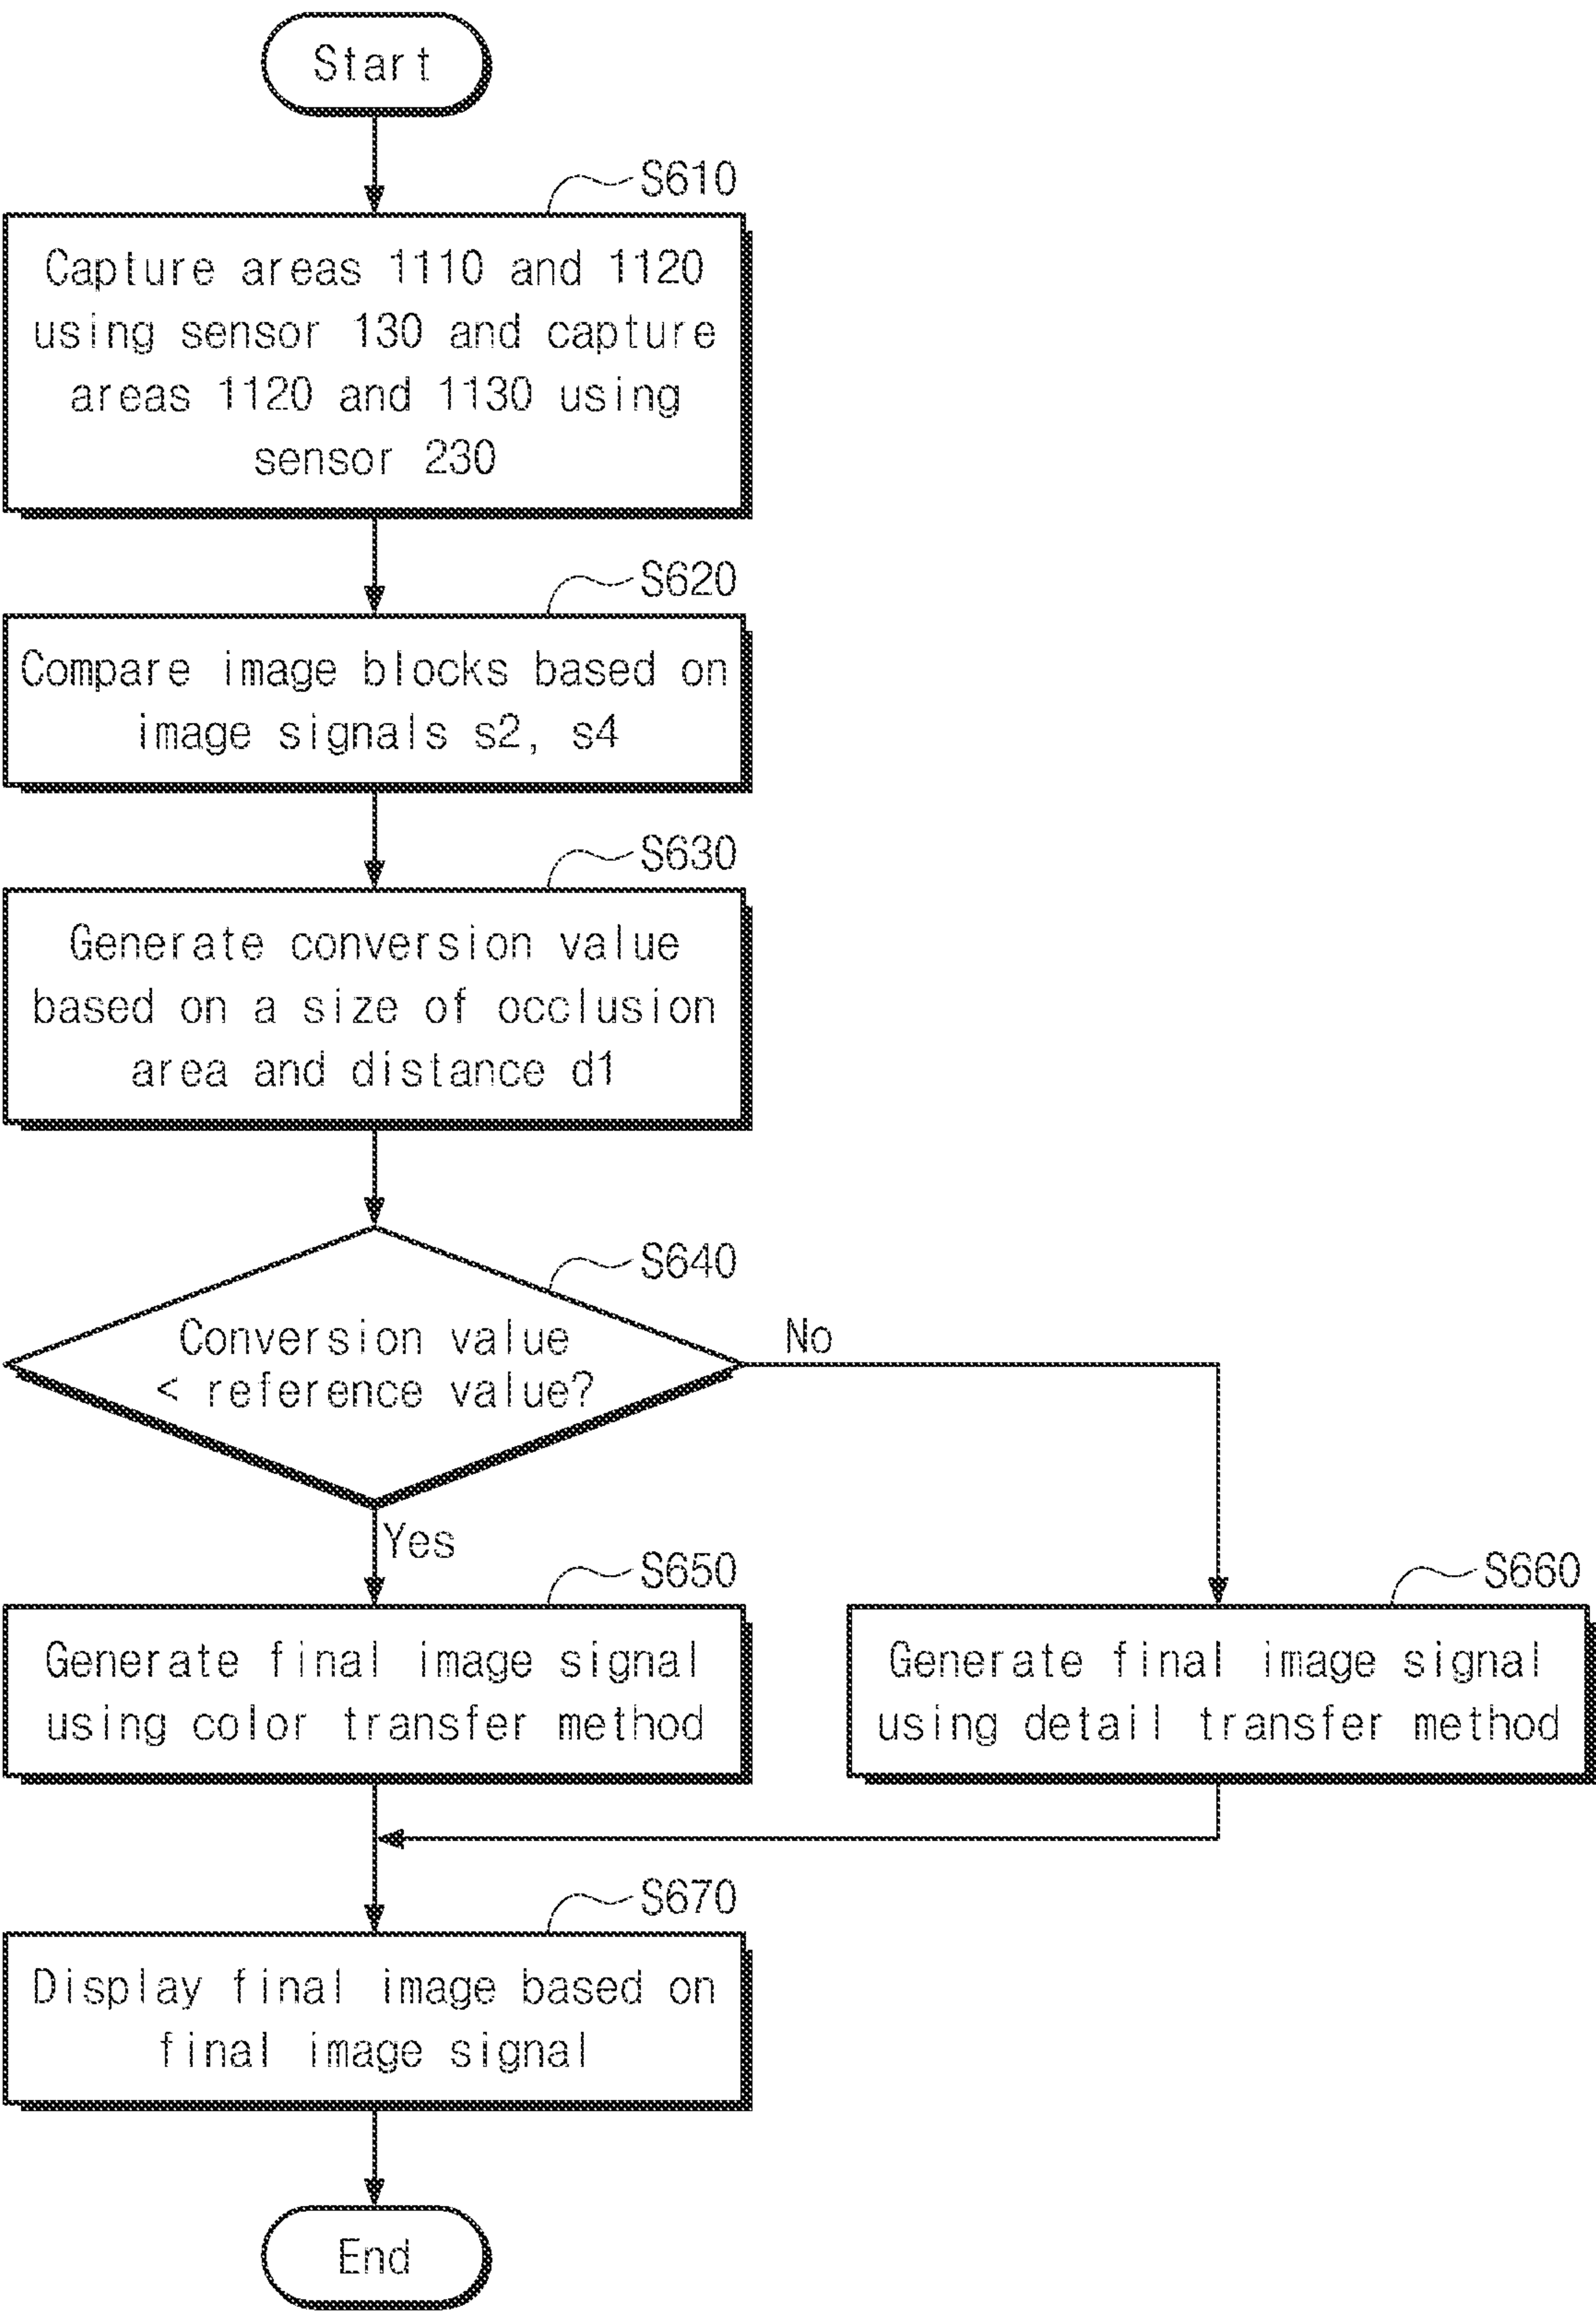 Start
S610
Capture areas 1110 and 1120
using sensor 130 and capture
areas 1120 and 1130 using
sensor 230
S620
Compare image blocks based on
image signals s2, s4
S630
Generate conversion value
based on a size of occlusion
area and distance d1
S640
Conversion value
< reference value?
No
Yes
S650
Generate final image signal
using color transfer method
S660
Generate final image signal
using detail transfer method
S670
Display final image based on
final image signal
End